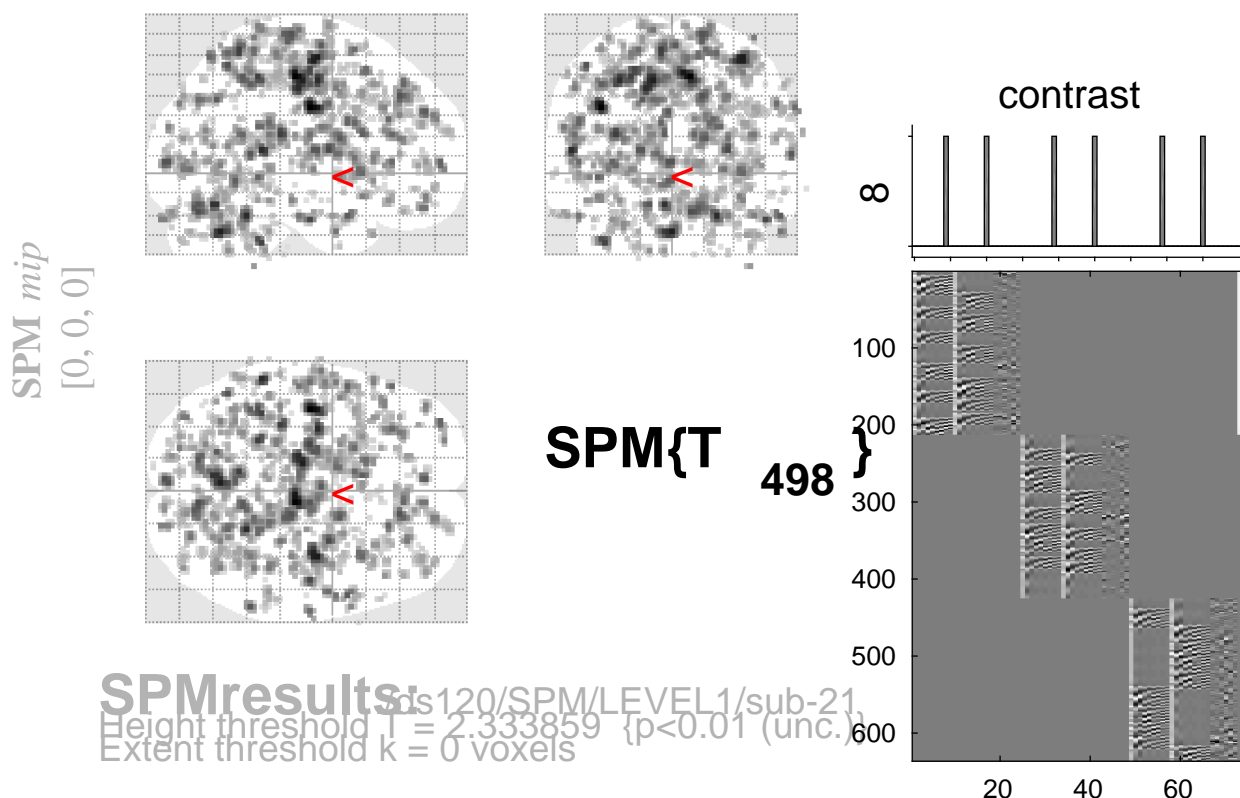 contrast
8
SPM mip
[0, 0, 0]
<
<
<
SPM{T498}
100
200
300
400
500
600
20 40 60
SPMresults: /ds120/SPM/LEVEL1/sub-21
Height threshold T = 2.333859 {p<0.01 (unc.)}
Extent threshold k = 0 voxels